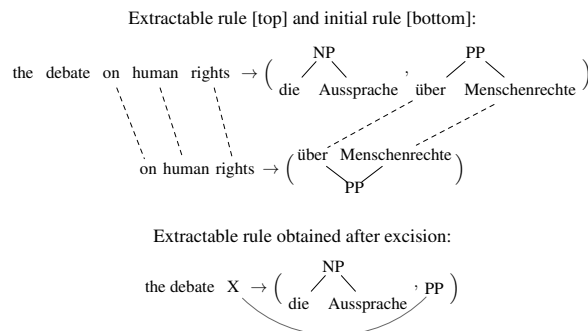 Extractable rule [top] and initial rule [bottom]:
NP PP
the debate on human rights → ( , )
die Aussprache über Menschenrechte
über Menschenrechte
on human rights → ( )
PP
Extractable rule obtained after excision:
NP
the debate X → ( , PP )
die Aussprache